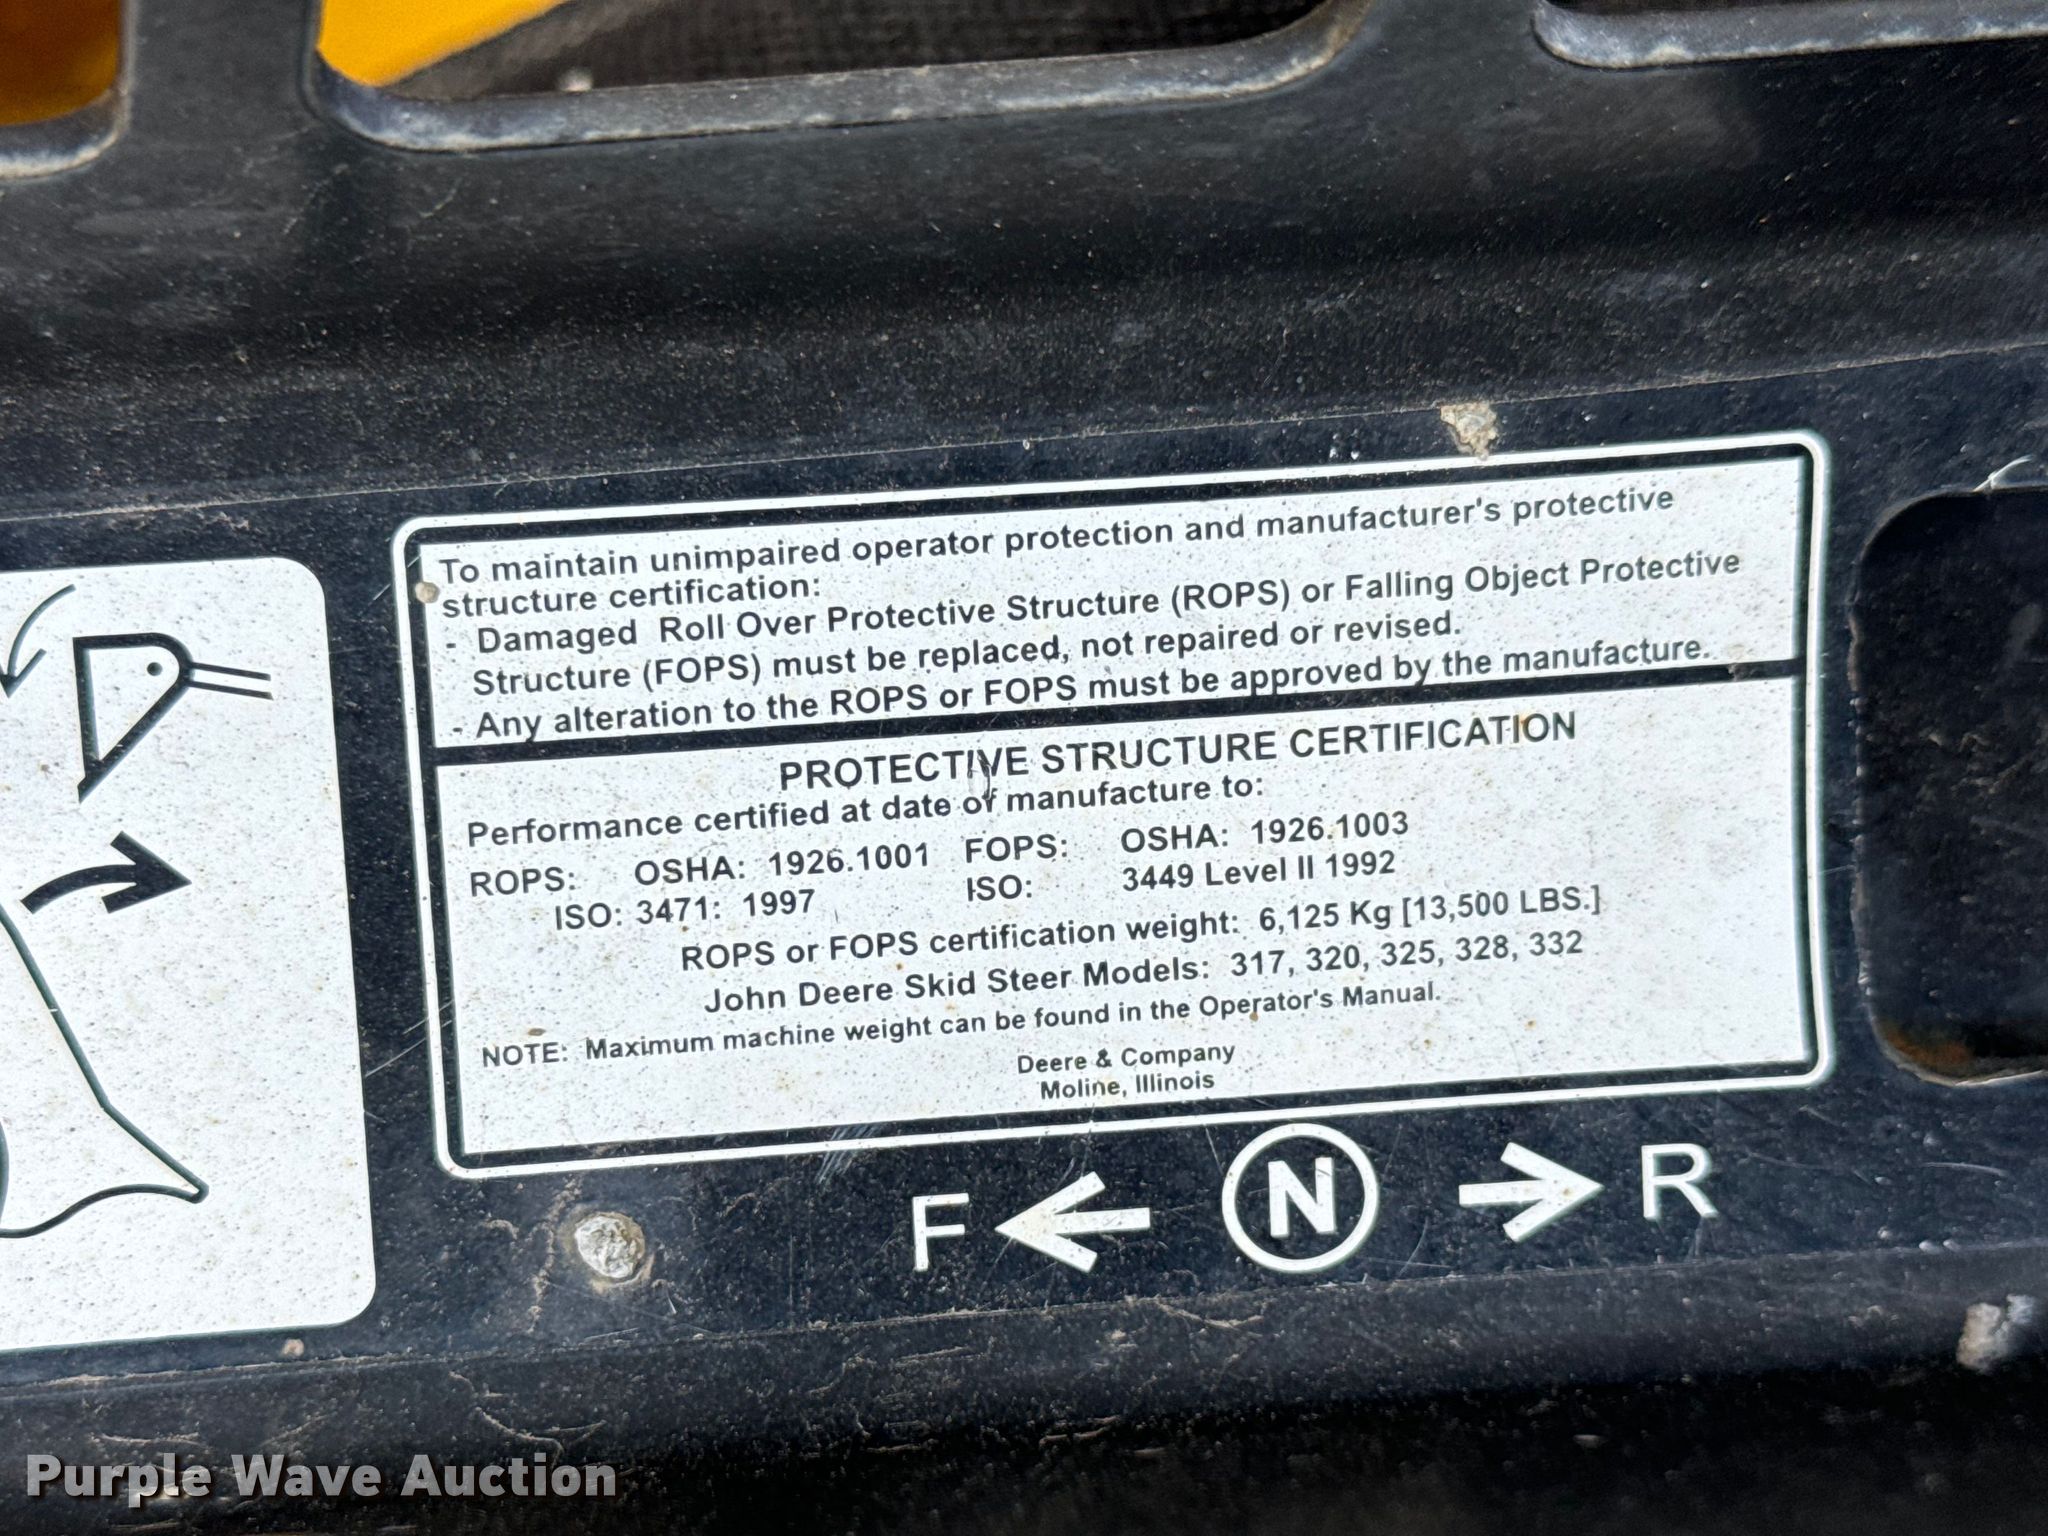 To maintain unimpaired operator protection and manufacturer's protective
structure certification:
- Damaged Roll Over Protective Structure (ROPS) or Falling Object Protective
Structure (FOPS) must be replaced, not repaired or revised.
- Any alteration to the ROPS or FOPS must be approved by the manufacture.
PROTECTIVE STRUCTURE CERTIFICATION
Performance certified at date of manufacture to:
ROPS: OSHA: 1926.1001 FOPS: OSHA: 1926.1003
ISO: 3471: 1997 ISO: 3449 Level II 1992
ROPS or FOPS certification weight: 6,125 Kg [13,500 LBS.]
John Deere Skid Steer Models: 317, 320, 325, 328, 332
NOTE: Maximum machine weight can be found in the Operator's Manual.
Deere & Company
Moline, Illinois
F N R
Purple Wave Auction